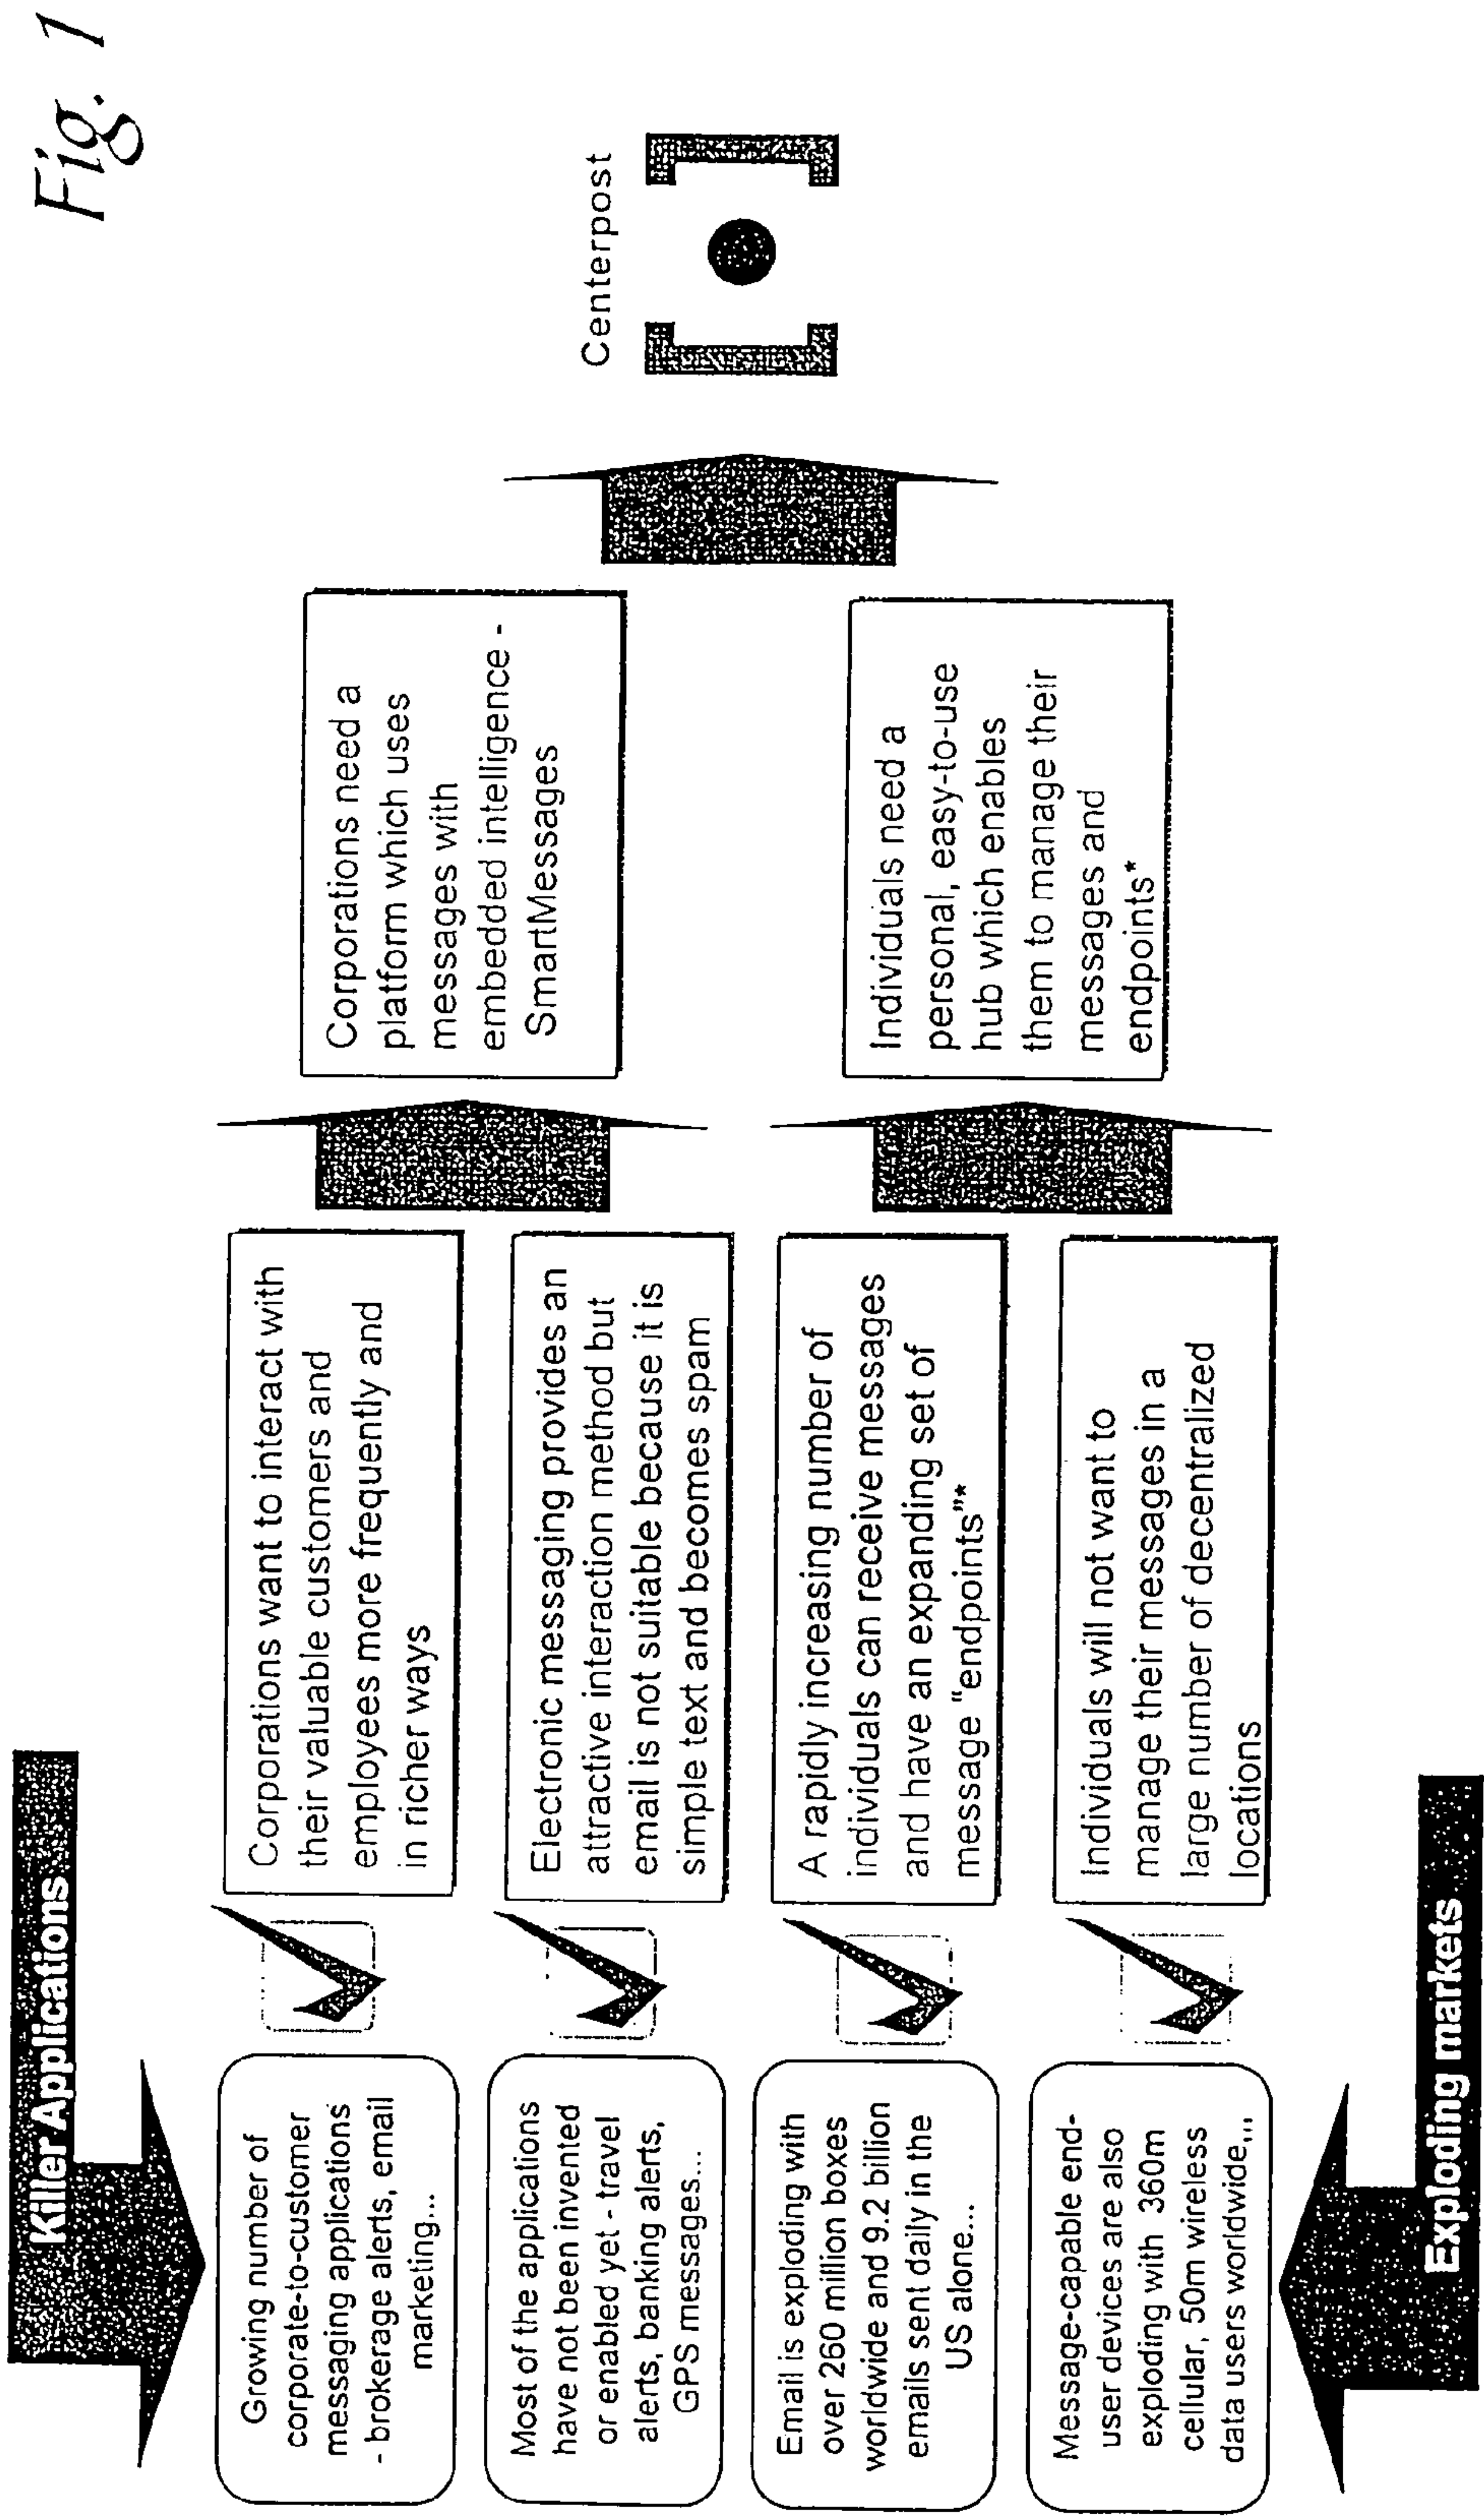 Fig. 1
Killer Applications
Growing number of
corporate-to-customer
messaging applications
- brokerage alerts, email
marketing...
Corporations want to interact with
their valuable customers and
employees more frequently and
in richer ways
Most of the applications
have not been invented
or enabled yet - travel
alerts, banking alerts,
GPS messages...
Electronic messaging provides an
attractive interaction method but
email is not suitable because it is
simple text and becomes spam
Corporations need a
platform which uses
messages with
embedded intelligence -
SmartMessages
Email is exploding with
over 260 million boxes
worldwide and 9.2 billion
emails sent daily in the
US alone...
A rapidly increasing number of
individuals can receive messages
and have an expanding set of
message "endpoints"*
Message-capable end-
user devices are also
exploding with 360m
cellular, 50m wireless
data users worldwide,,,
Individuals will not want to
manage their messages in a
large number of decentralized
locations
Individuals need a
personal, easy-to-use
hub which enables
them to manage their
messages and
endpoints*
Centerpost
Exploding markets